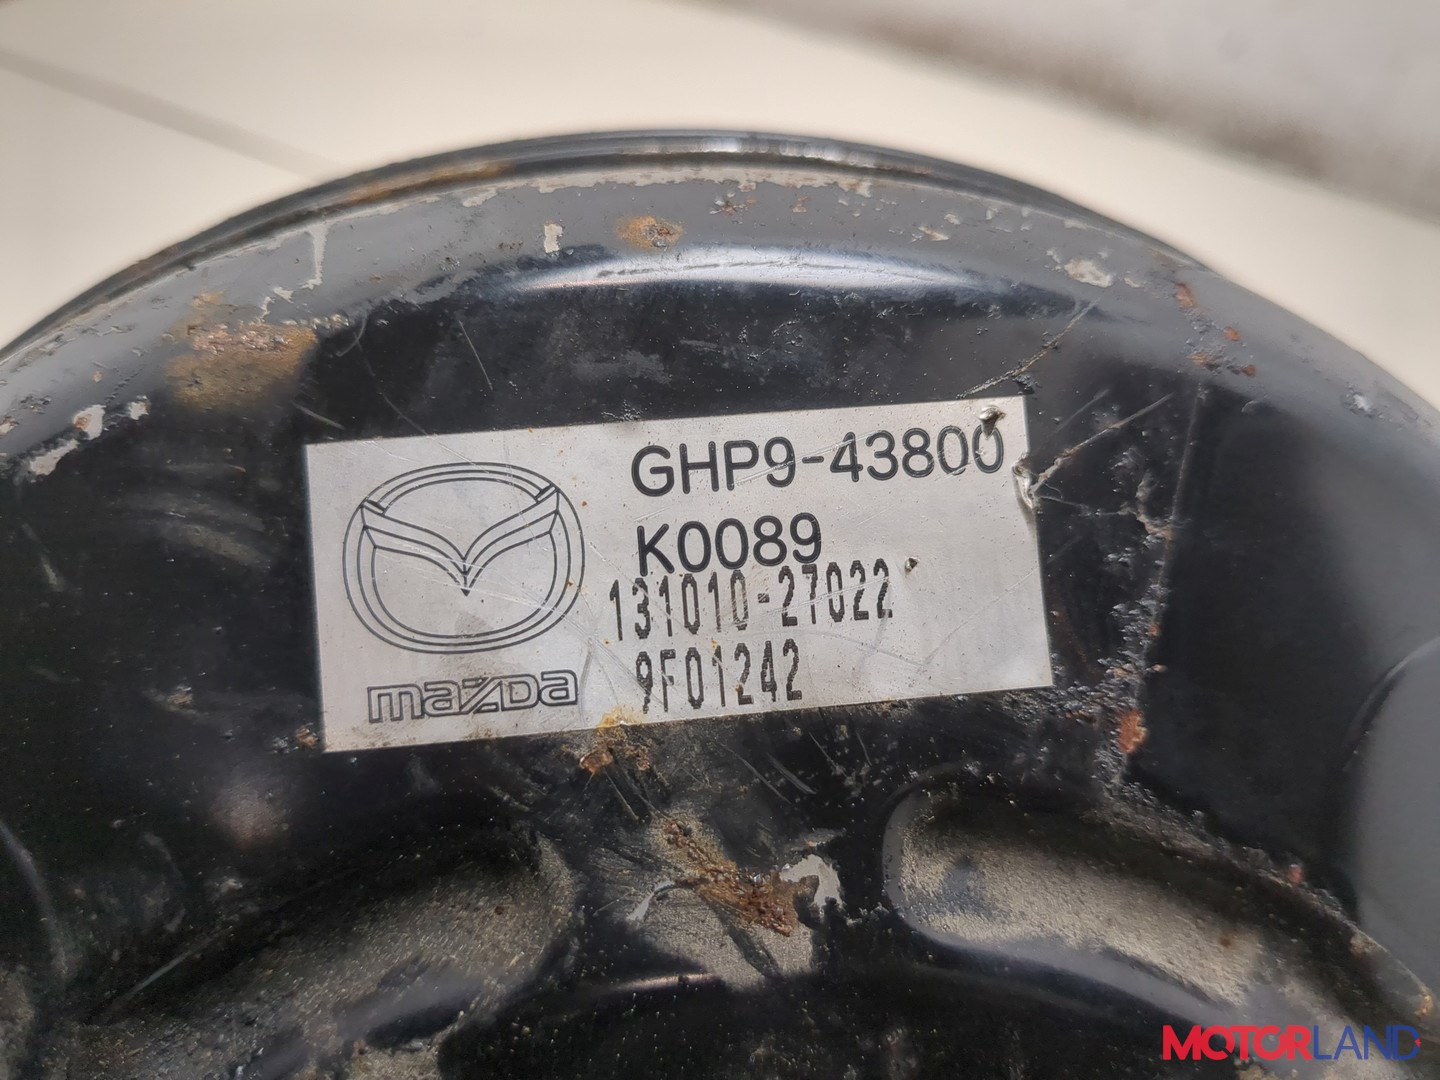 GHP9-43800
K0089
131010-27022
9F01242
mazDa
MOTORLAND